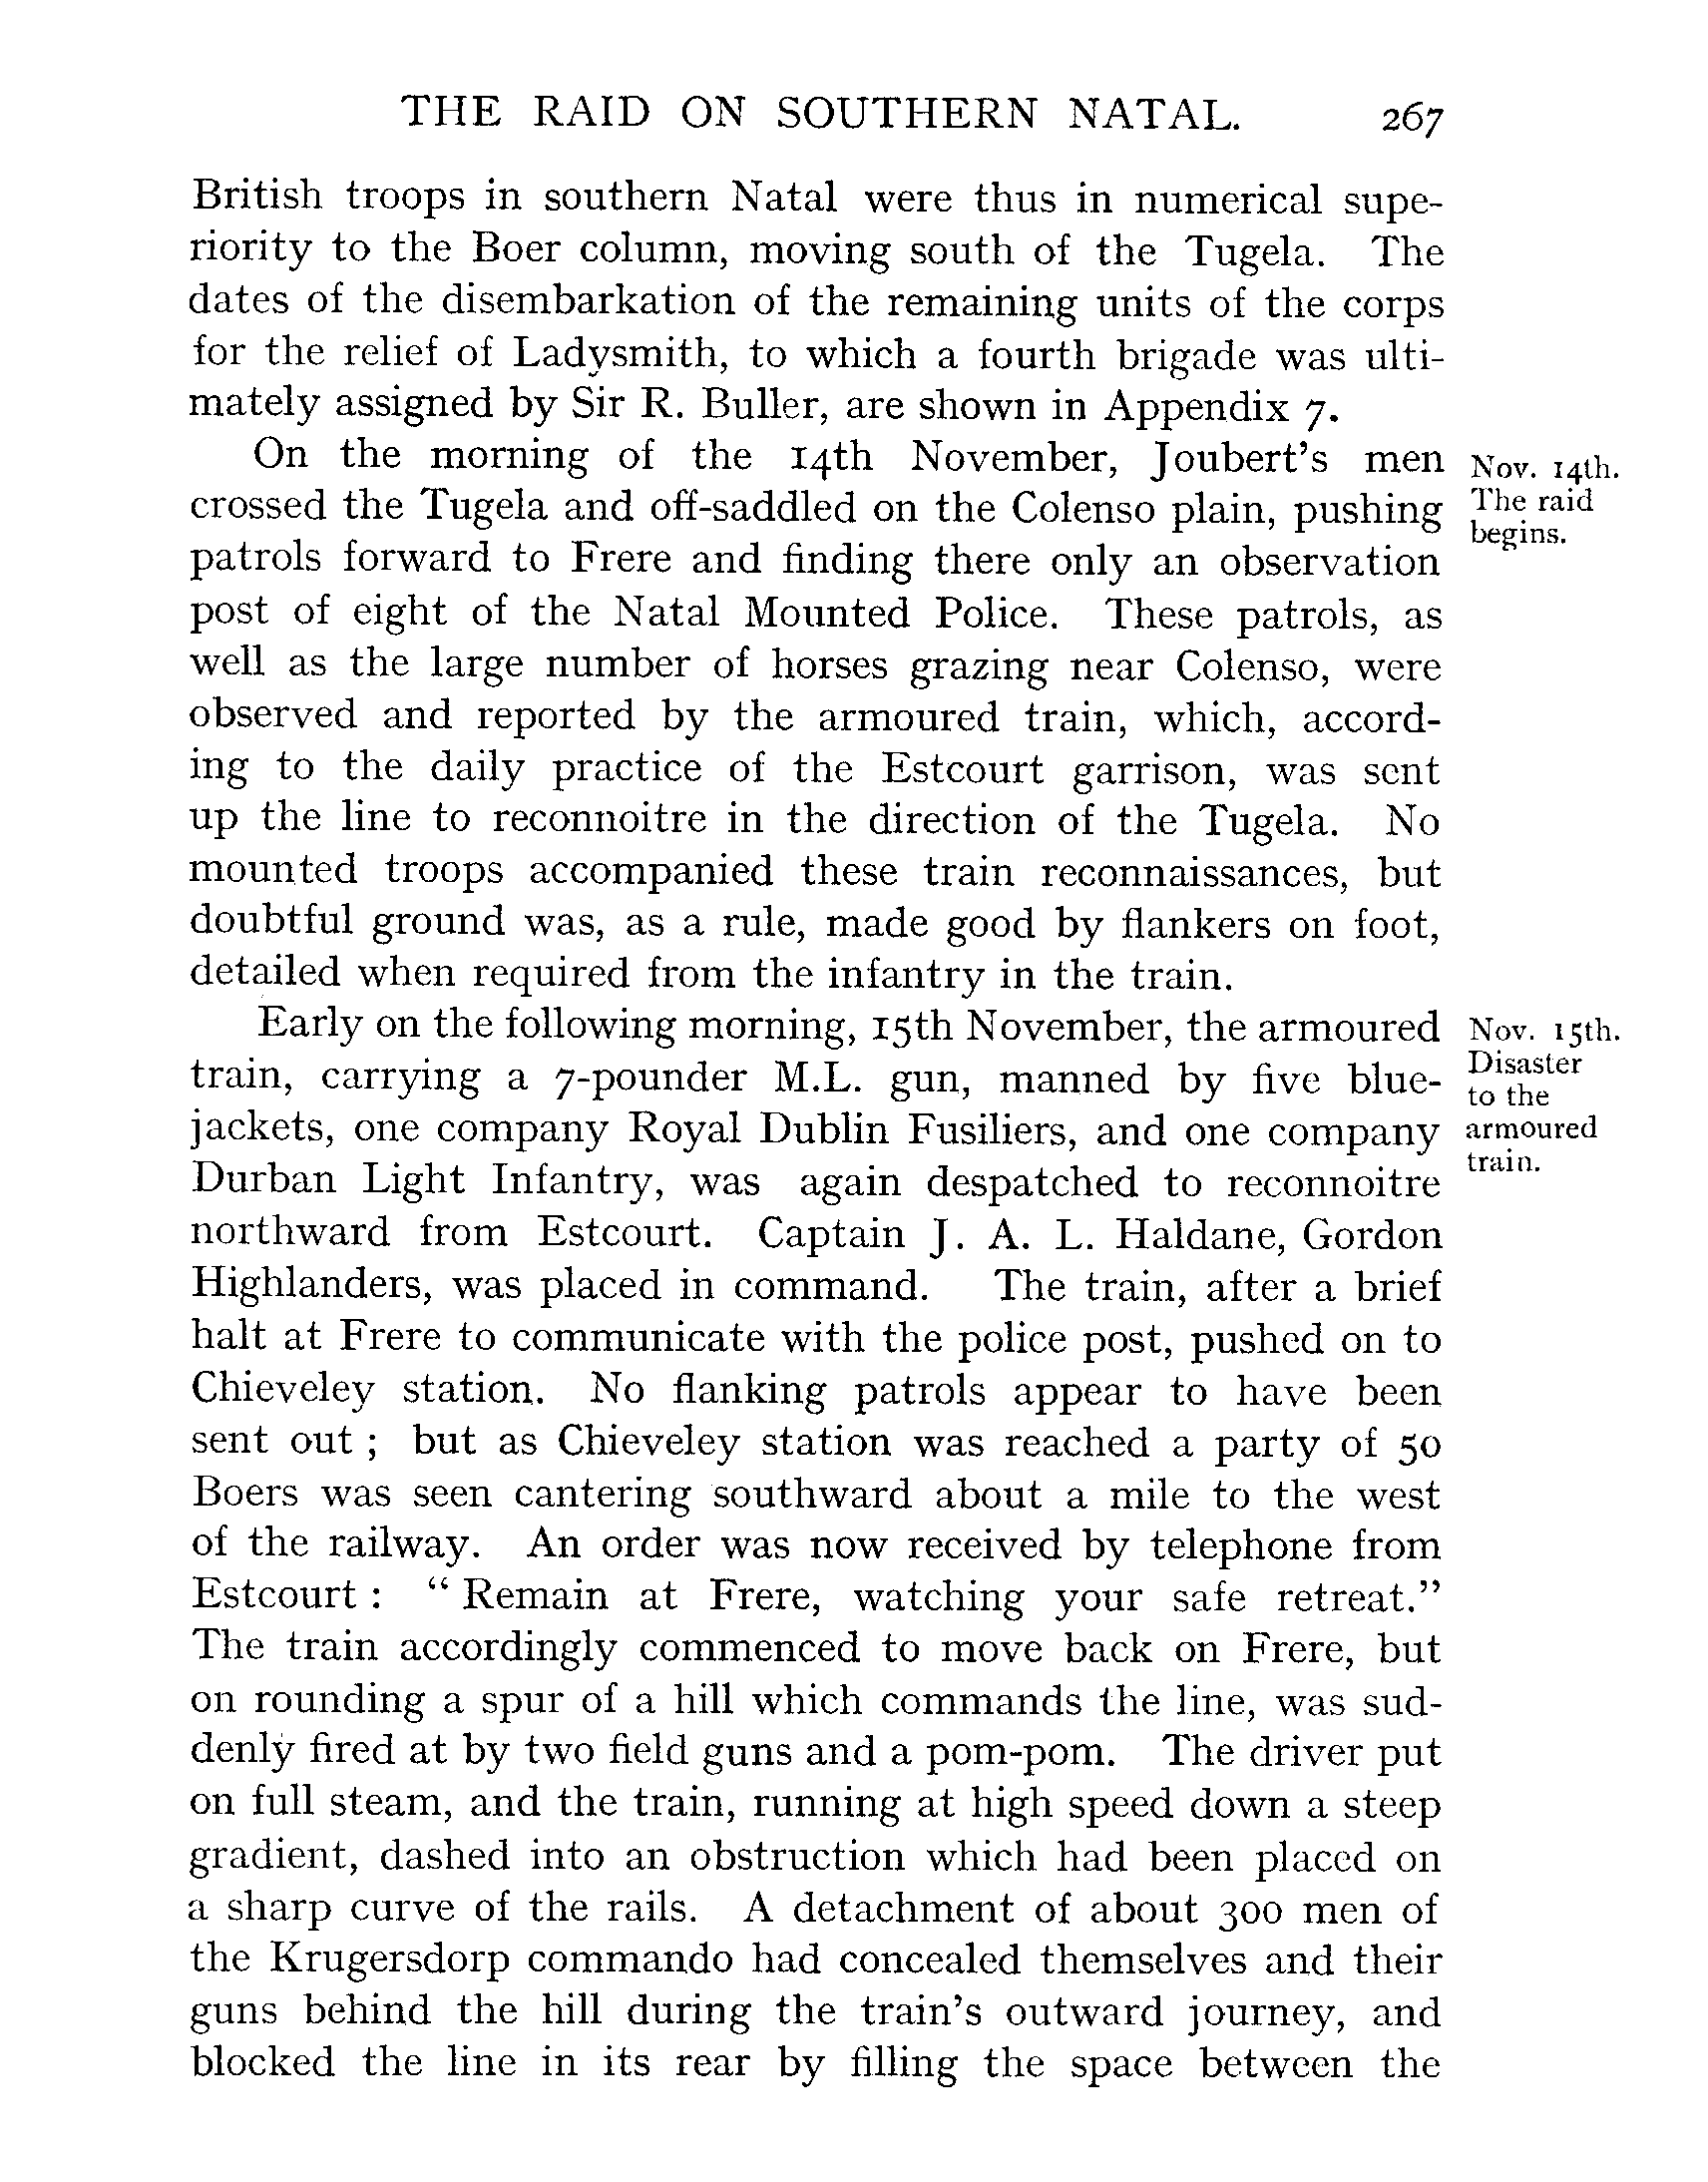 THE RAID ON SOUTHERN NATAL. 267
British troops in southern Natal were thus in numerical supe-
riority to the Boer column, moving south of the Tugela. The
dates of the disembarkation of the remaining units of the corps
for the relief of Ladysmith, to which a fourth brigade was ulti-
mately assigned by Sir R. Buller, are shown in Appendix 7.
On the morning of the 14th November, Joubert's men
crossed the Tugela and off-saddled on the Colenso plain, pushing
patrols forward to Frere and finding there only an observation
post of eight of the Natal Mounted Police. These patrols, as
well as the large number of horses grazing near Colenso, were
observed and reported by the armoured train, which, accord-
ing to the daily practice of the Estcourt garrison, was sent
up the line to reconnoitre in the direction of the Tugela. No
mounted troops accompanied these train reconnaissances, but
doubtful ground was, as a rule, made good by flankers on foot,
detailed when required from the infantry in the train.
Nov. 14th.
The raid
begins.
Early on the following morning, 15th November, the armoured
train, carrying a 7-pounder M.L. gun, manned by five blue-
jackets, one company Royal Dublin Fusiliers, and one company
Durban Light Infantry, was again despatched to reconnoitre
northward from Estcourt. Captain J. A. L. Haldane, Gordon
Highlanders, was placed in command. The train, after a brief
halt at Frere to communicate with the police post, pushed on to
Chieveley station. No flanking patrols appear to have been
sent out ; but as Chieveley station was reached a party of 50
Boers was seen cantering southward about a mile to the west
of the railway. An order was now received by telephone from
Estcourt : " Remain at Frere, watching your safe retreat."
The train accordingly commenced to move back on Frere, but
on rounding a spur of a hill which commands the line, was sud-
denly fired at by two field guns and a pom-pom. The driver put
on full steam, and the train, running at high speed down a steep
gradient, dashed into an obstruction which had been placed on
a sharp curve of the rails. A detachment of about 300 men of
the Krugersdorp commando had concealed themselves and their
guns behind the hill during the train's outward journey, and
blocked the line in its rear by filling the space between the
Nov. 15th.
Disaster
to the
armoured
train.